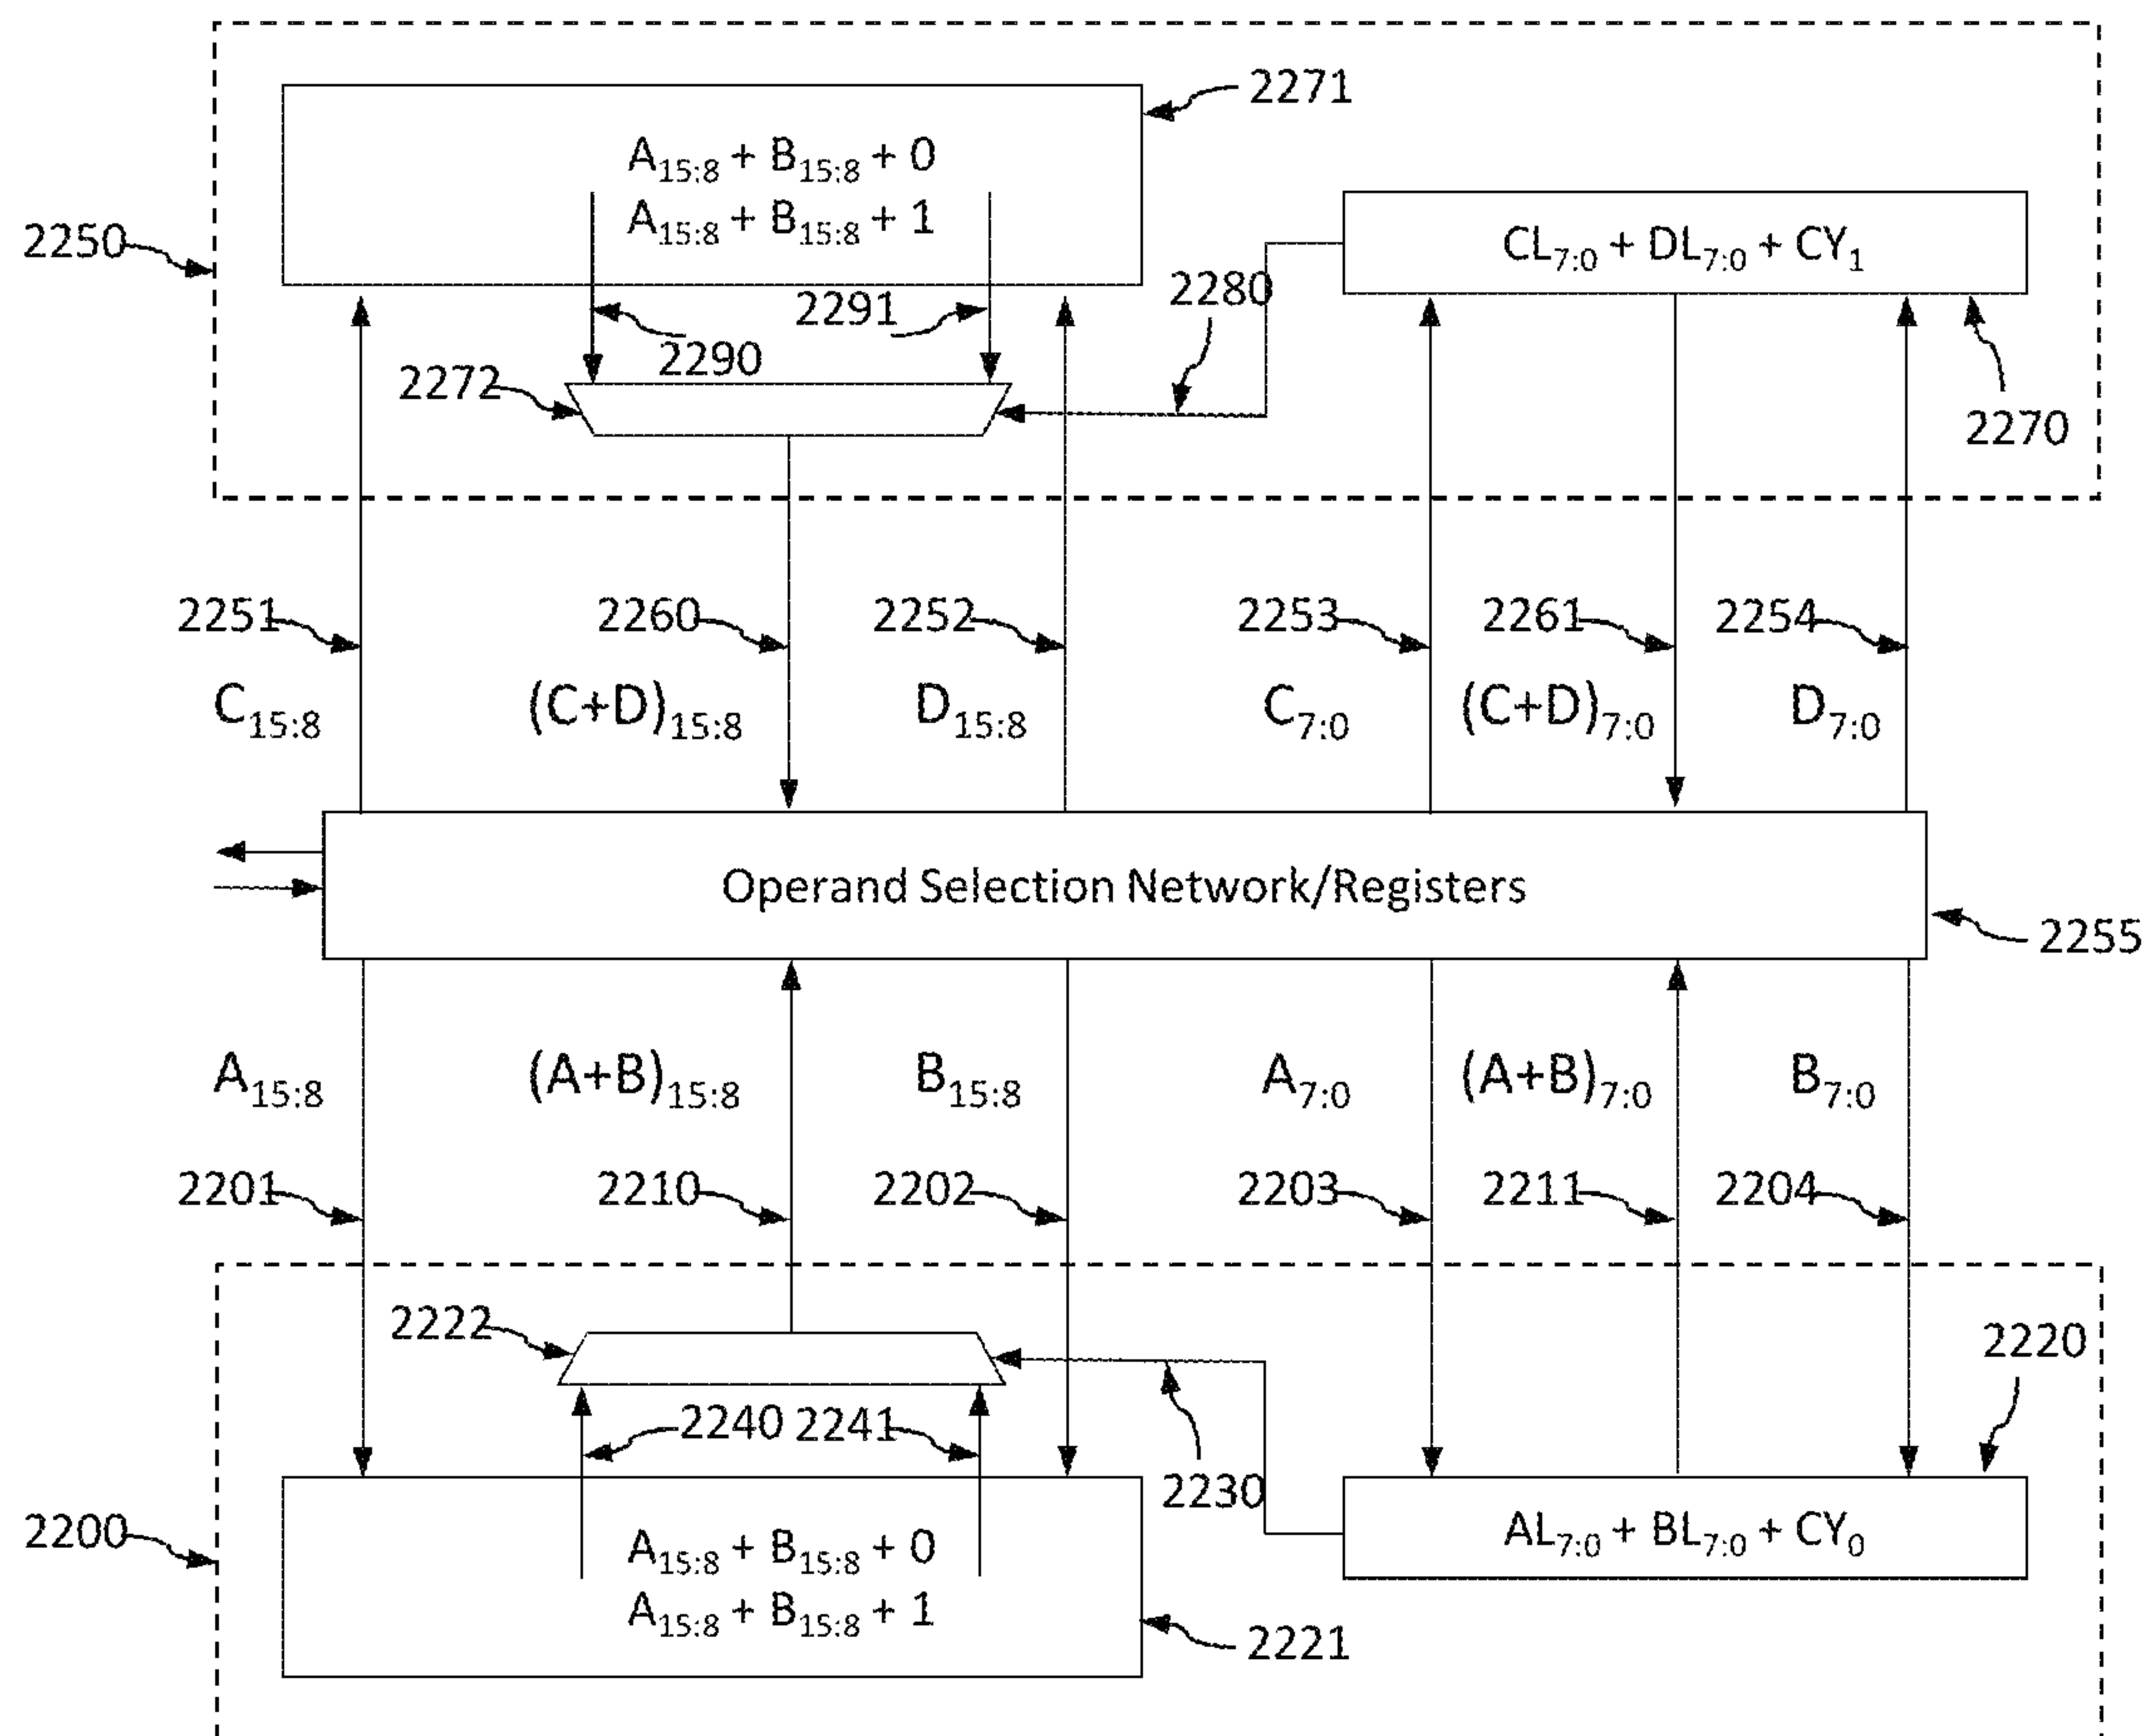 2271
A15:8 + B15:8 + 0
A15:8 + B15:8 + 1
2250
CL7:0 + DL7:0 + CY1
2280
2291
2290
2272
2270
2251
2260
2252
2253
2261
2254
C15:8
(C+D)15:8
D15:8
C7:0
(C+D)7:0
D7:0
Operand Selection Network/Registers
2255
A15:8
(A+B)15:8
B15:8
A7:0
(A+B)7:0
B7:0
2201
2210
2202
2203
2211
2204
2222
2220
2240
2241
2230
2200
A15:8 + B15:8 + 0
A15:8 + B15:8 + 1
AL7:0 + BL7:0 + CY0
2221